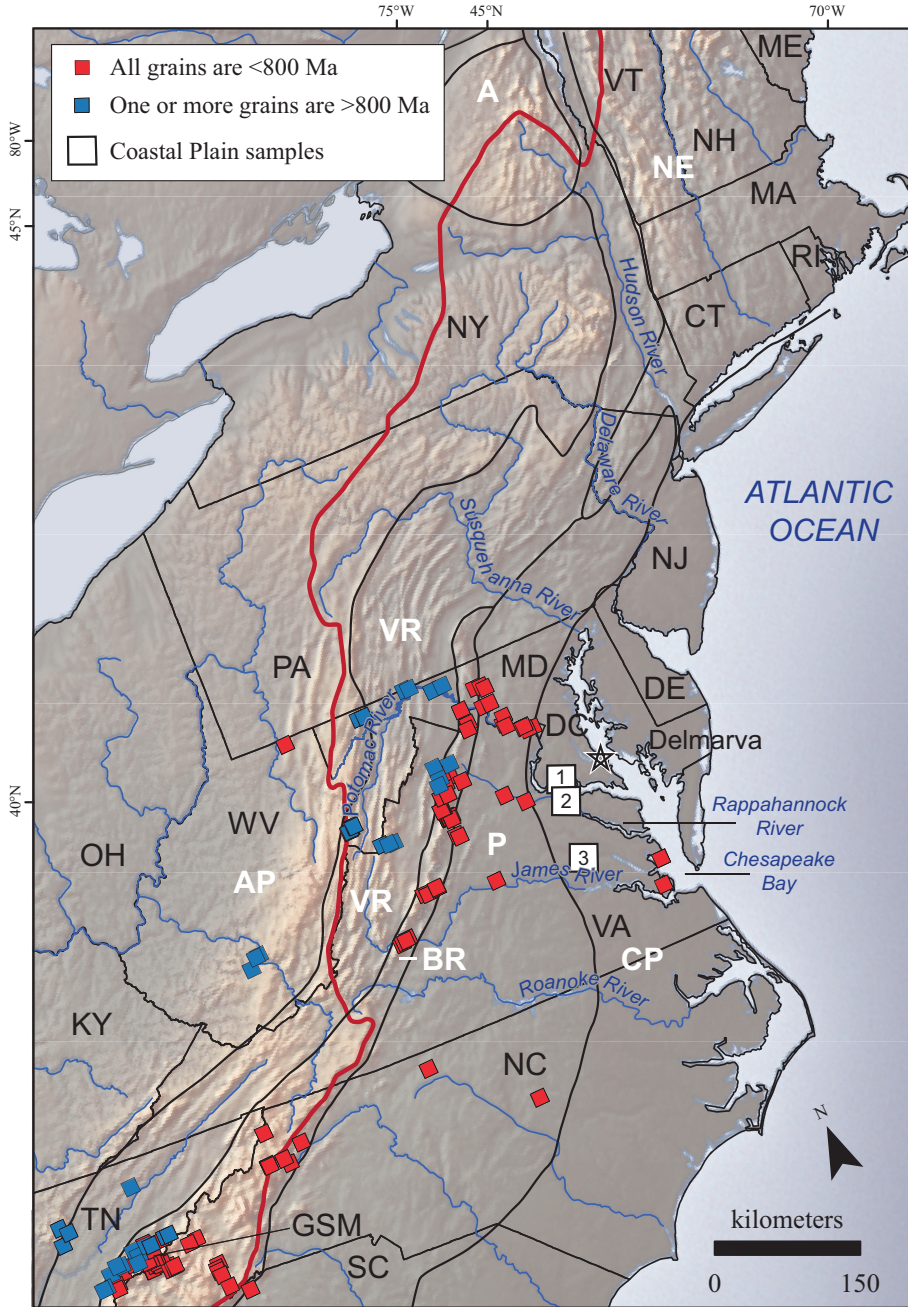 75°W
45°N
70°W
All grains are <800 Ma
One or more grains are >800 Ma
Coastal Plain samples
80°W
45°N
40°N
A
VT
ME
NH
NE
MA
RI
CT
NY
Hudson River
Delaware River
Susquehanna River
ATLANTIC
OCEAN
NJ
VR
PA
MD
DE
DC
Delmarva
Potomac River
1
2
3
Rappahannock
River
Chesapeake
Bay
WV
OH
AP
P
VR
James River
VA
BR
CP
Roanoke River
KY
NC
N
TN
GSM
SC
kilometers
0
150